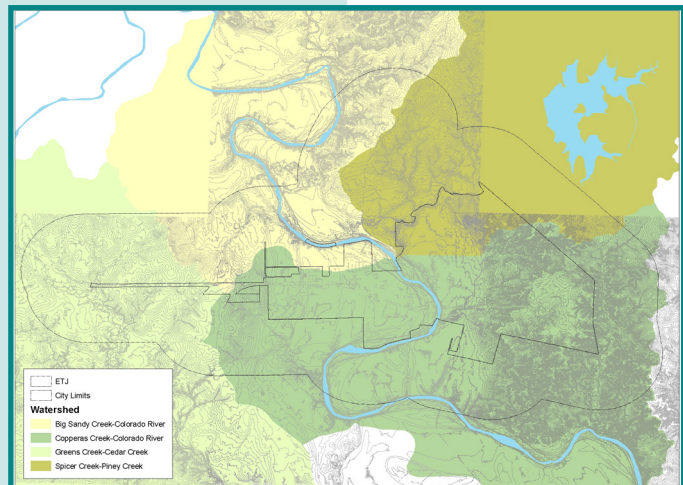 ETJ
City Limits
Watershed
Big Sandy Creek-Colorado River
Copperas Creek-Colorado River
Greens Creek-Cedar Creek
Spicer Creek-Piney Creek